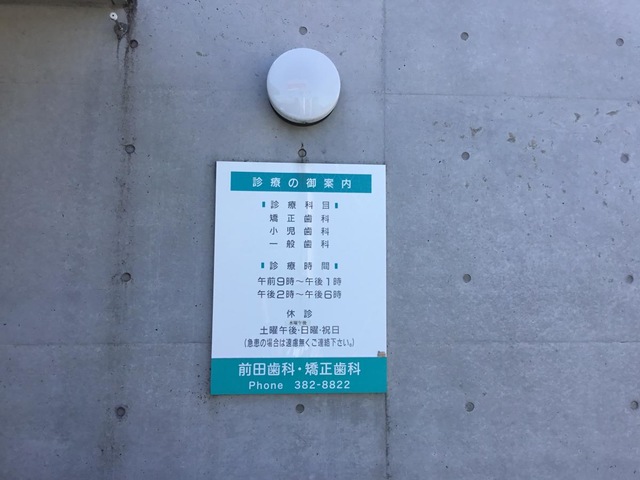 診療の御案内
診療科目
矯正歯科
小児歯科
一般歯科
診療時間
午前9時～午後1時
午後2時～午後6時
休診
水曜午後
土曜午後・日曜・祝日
（急患の場合は遠慮無くご連絡下さい。）
前田歯科・矯正歯科
Phone 382-8822